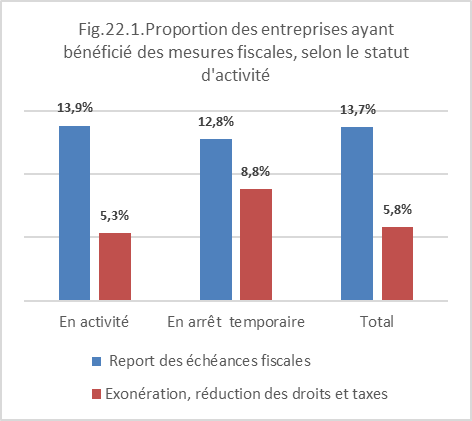 Fig.22.1.Proportion des entreprises ayant
bénéficié des mesures fiscales, selon le statut
d'activité
13,9%
5,3%
12,8%
8,8%
13,7%
5,8%
En activité
En arrêt temporaire
Total
Report des échéances fiscales
Exonération, réduction des droits et taxes